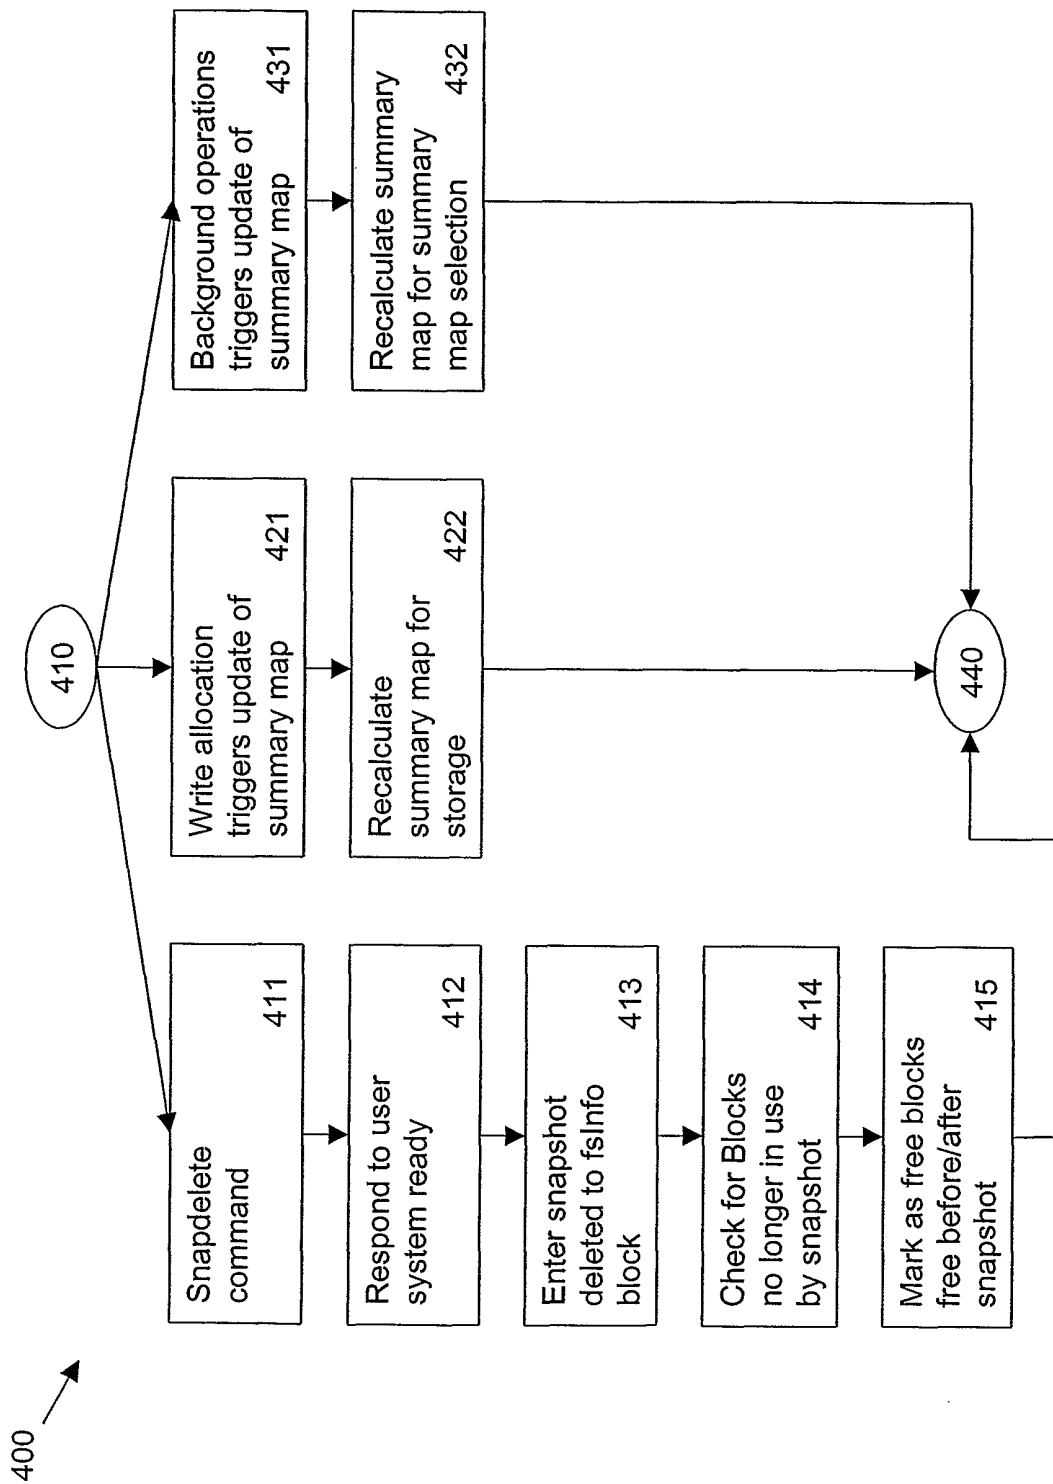 400
410
Snapdelete
command
411
Respond to user
system ready
412
Enter snapshot
deleted to fsInfo
block
413
Check for Blocks
no longer in use
by snapshot
414
Mark as free blocks
free before/after
snapshot
415
Write allocation
triggers update of
summary map
421
Recalculate
summary map for
storage
422
Background operations
triggers update of
summary map
431
Recalculate summary
map for summary
map selection
432
440